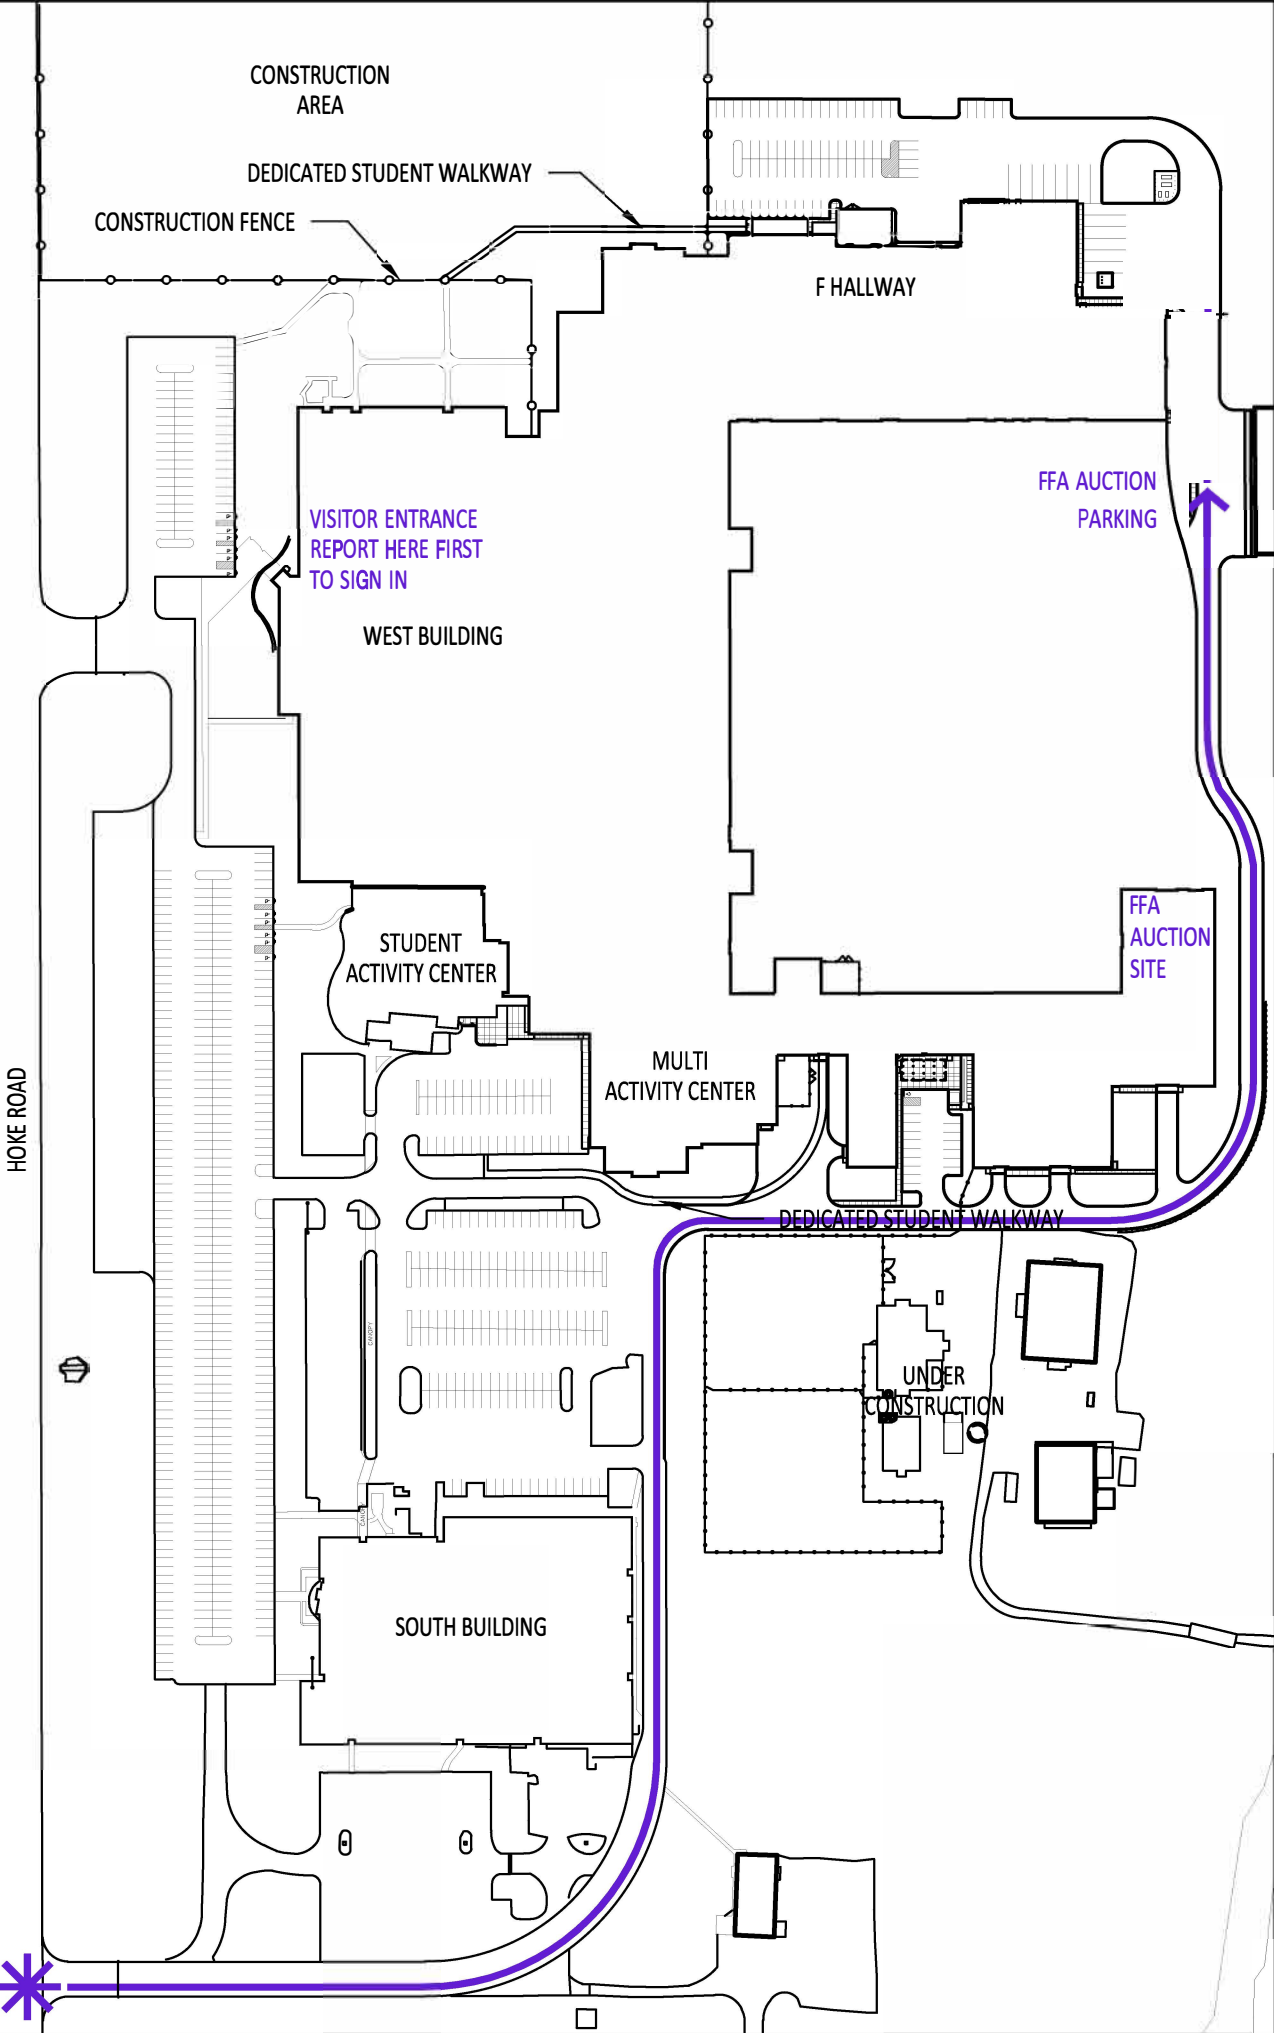 CONSTRUCTION
AREA
DEDICATED STUDENT WALKWAY
CONSTRUCTION FENCE
F HALLWAY
FFA AUCTION
PARKING
VISITOR ENTRANCE
REPORT HERE FIRST
TO SIGN IN
WEST BUILDING
FFA
AUCTION
SITE
STUDENT
ACTIVITY CENTER
MULTI
ACTIVITY CENTER
HOKE ROAD
DEDICATED STUDENT WALKWAY
CANOPY
UNDER
CONSTRUCTION
CANOPY
SOUTH BUILDING